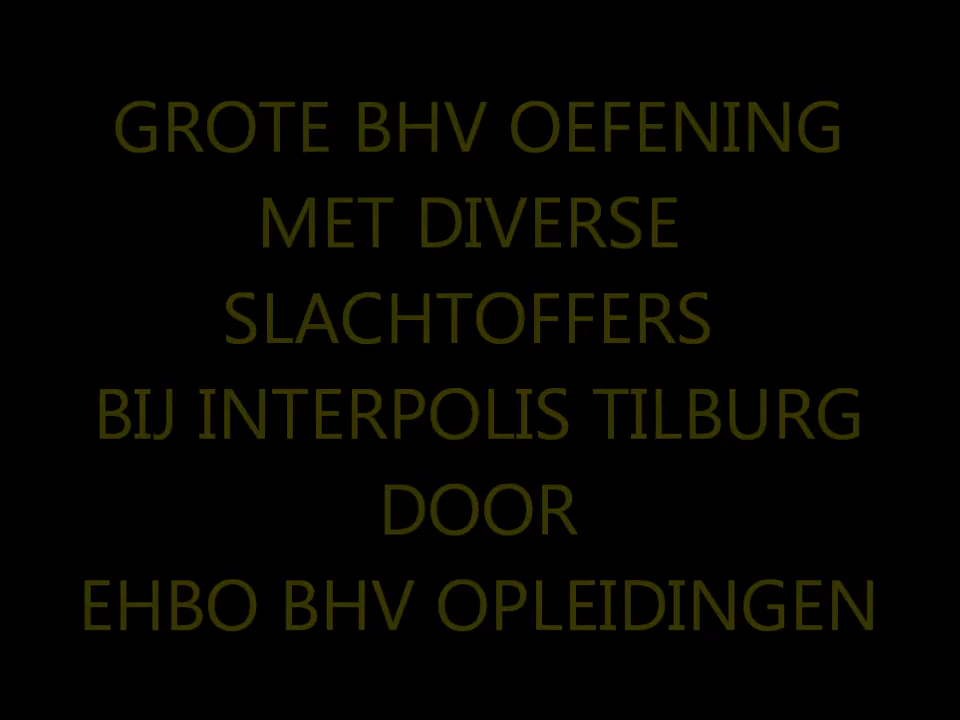 GROTE BHV OEFENING
MET DIVERSE
SLACHTOFFERS
BIJ INTERPOLIS TILBURG
DOOR
EHBO BHV OPLEIDINGEN